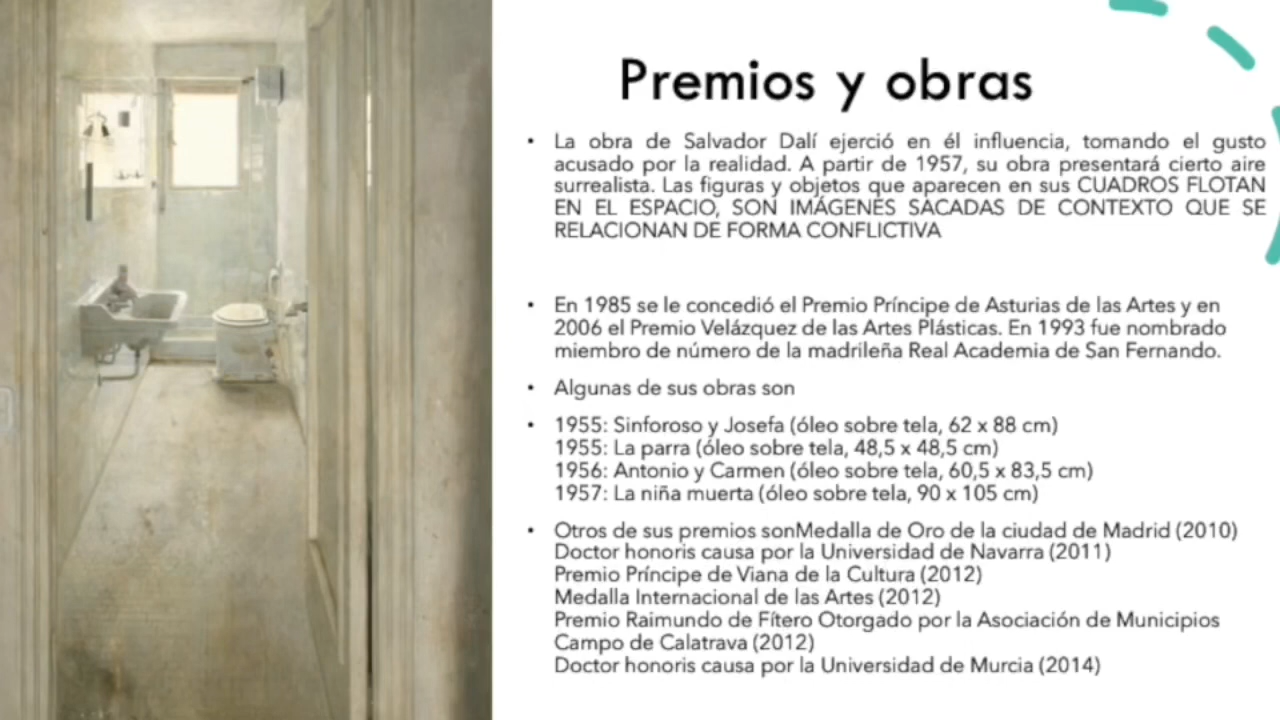 Premios y obras
• La obra de Salvador Dalí ejerció en él influencia, tomando el gusto
acusado por la realidad. A partir de 1957, su obra presentará cierto aire
surrealista. Las figuras y objetos que aparecen en sus CUADROS FLOTAN
EN EL ESPACIO, SON IMÁGENES SACADAS DE CONTEXTO QUE SE
RELACIONAN DE FORMA CONFLICTIVA
• En 1985 se le concedió el Premio Príncipe de Asturias de las Artes y en
2006 el Premio Velázquez de las Artes Plásticas. En 1993 fue nombrado
miembro de número de la madrileña Real Academia de San Fernando.
• Algunas de sus obras son
• 1955: Sinforoso y Josefa (óleo sobre tela, 62 x 88 cm)
1955: La parra (óleo sobre tela, 48,5 x 48,5 cm)
1956: Antonio y Carmen (óleo sobre tela, 60,5 x 83,5 cm)
1957: La niña muerta (óleo sobre tela, 90 x 105 cm)
• Otros de sus premios sonMedalla de Oro de la ciudad de Madrid (2010)
Doctor honoris causa por la Universidad de Navarra (2011)
Premio Príncipe de Viana de la Cultura (2012)
Medalla Internacional de las Artes (2012)
Premio Raimundo de Fítero Otorgado por la Asociación de Municipios
Campo de Calatrava (2012)
Doctor honoris causa por la Universidad de Murcia (2014)